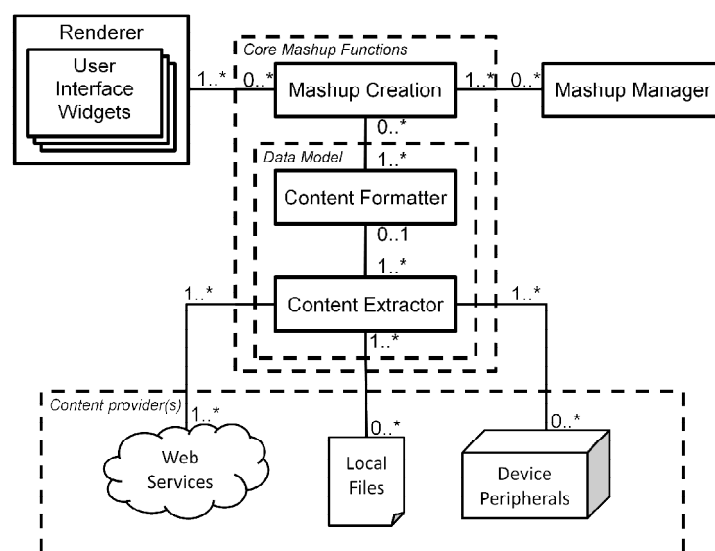 Renderer
User
Interface
Widgets
1..*
0..*
Core Mashup Functions
Mashup Creation
1..*
0..*
Mashup Manager
0..*
Data Model
1..*
Content Formatter
0..1
1..*
1..*
Content Extractor
1..*
1..*
Content provider(s)
1..*
0..*
0..*
Web
Services
Local
Files
Device
Peripherals